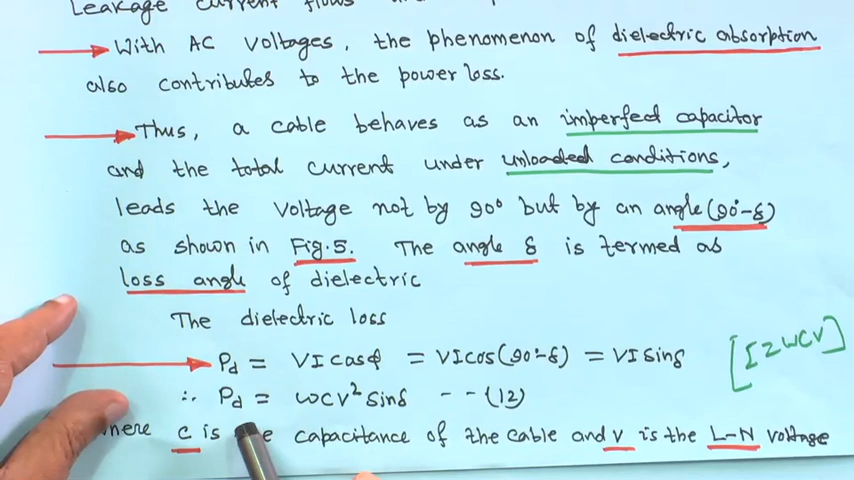 Leakage current flows
→ With AC Voltages, the phenomenon of dielectric absorption
also contributes to the power loss.
→ Thus, a cable behaves as an imperfect capacitor
and the total current under unloaded conditions,
leads the voltage not by 90° but by an angle (90°-δ)
as shown in Fig.5. The angle δ is termed as
loss angle of dielectric
The dielectric loss
→ Pd = VI cosφ = VI cos(90°-δ) = VI sinδ
[I=ωCV]
∴ Pd = ωCV² sinδ --- (12)
c is capacitance of the cable and V is the L-N voltage